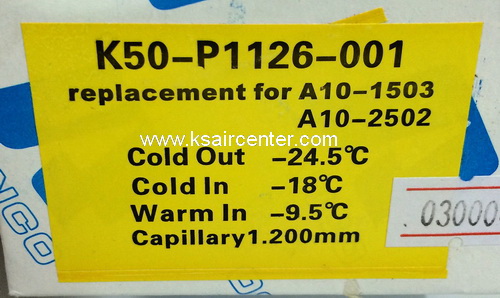 K50-P1126-001
replacement for A10-1503
A10-2502
www.ksaircenter.com
Cold Out -24.5℃
Cold In -18℃
Warm In -9.5℃
Capillary1.200mm
03000